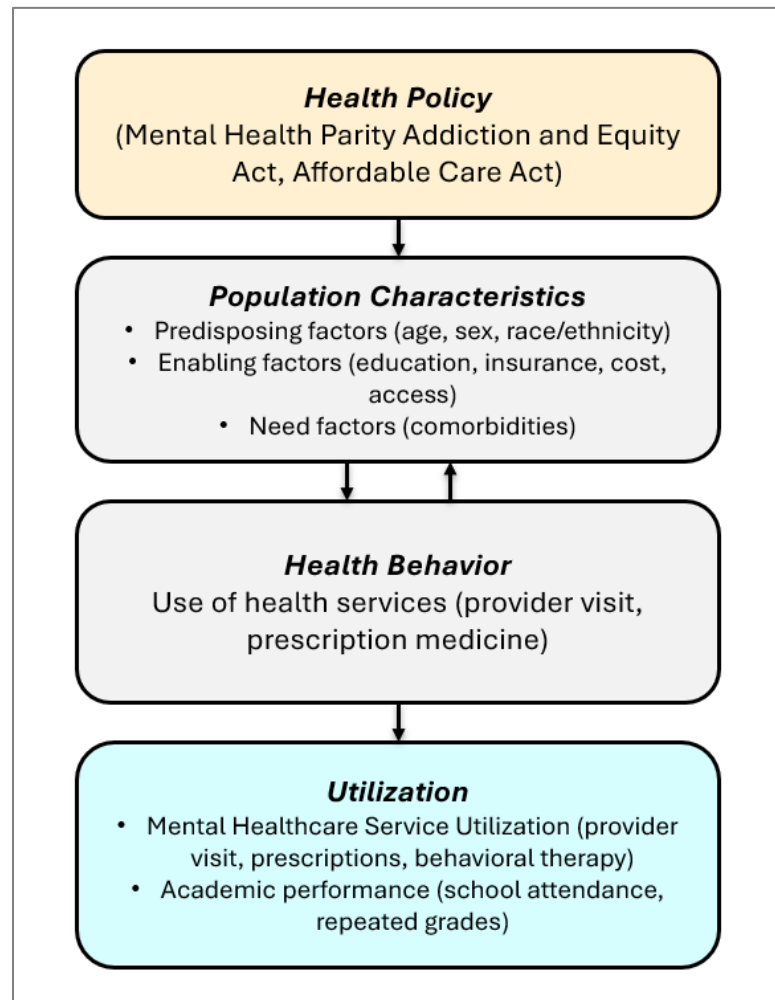 Health Policy
(Mental Health Parity Addiction and Equity
Act, Affordable Care Act)
Population Characteristics
• Predisposing factors (age, sex, race/ethnicity)
• Enabling factors (education, insurance, cost,
access)
• Need factors (comorbidities)
Health Behavior
Use of health services (provider visit,
prescription medicine)
Utilization
• Mental Healthcare Service Utilization (provider
visit, prescriptions, behavioral therapy)
• Academic performance (school attendance,
repeated grades)